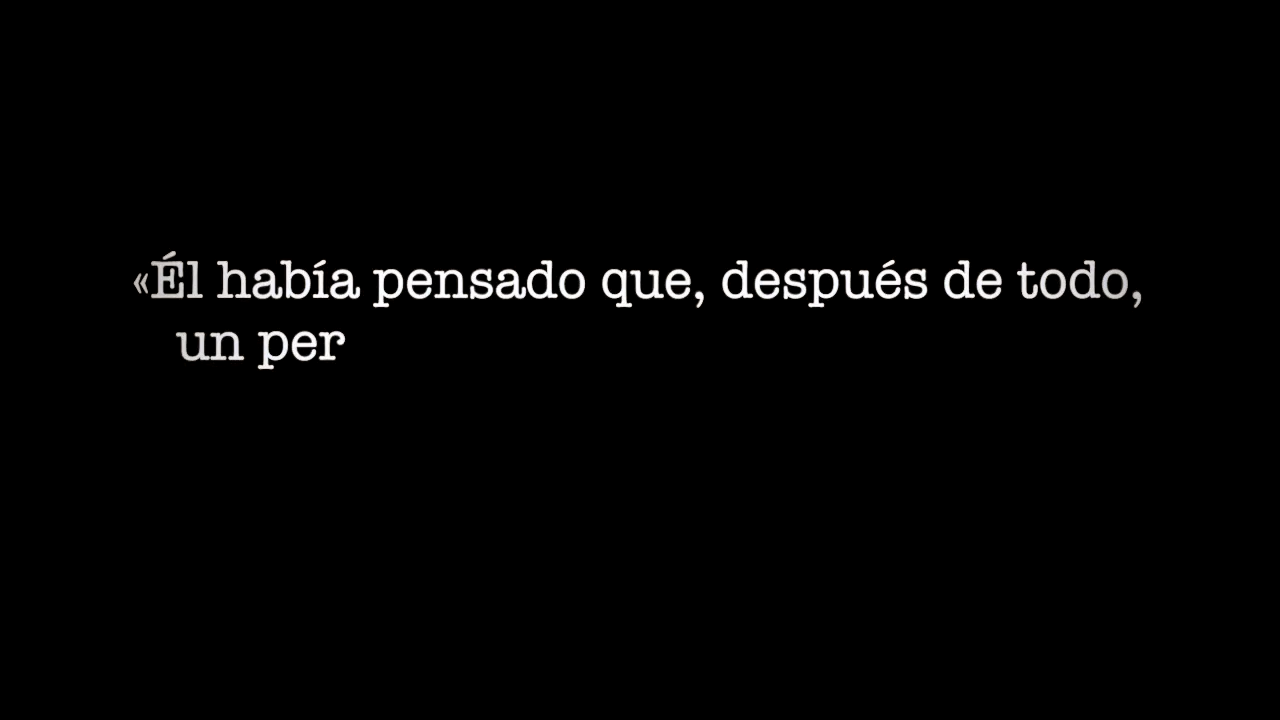 «Él había pensado que, después de todo,
un per